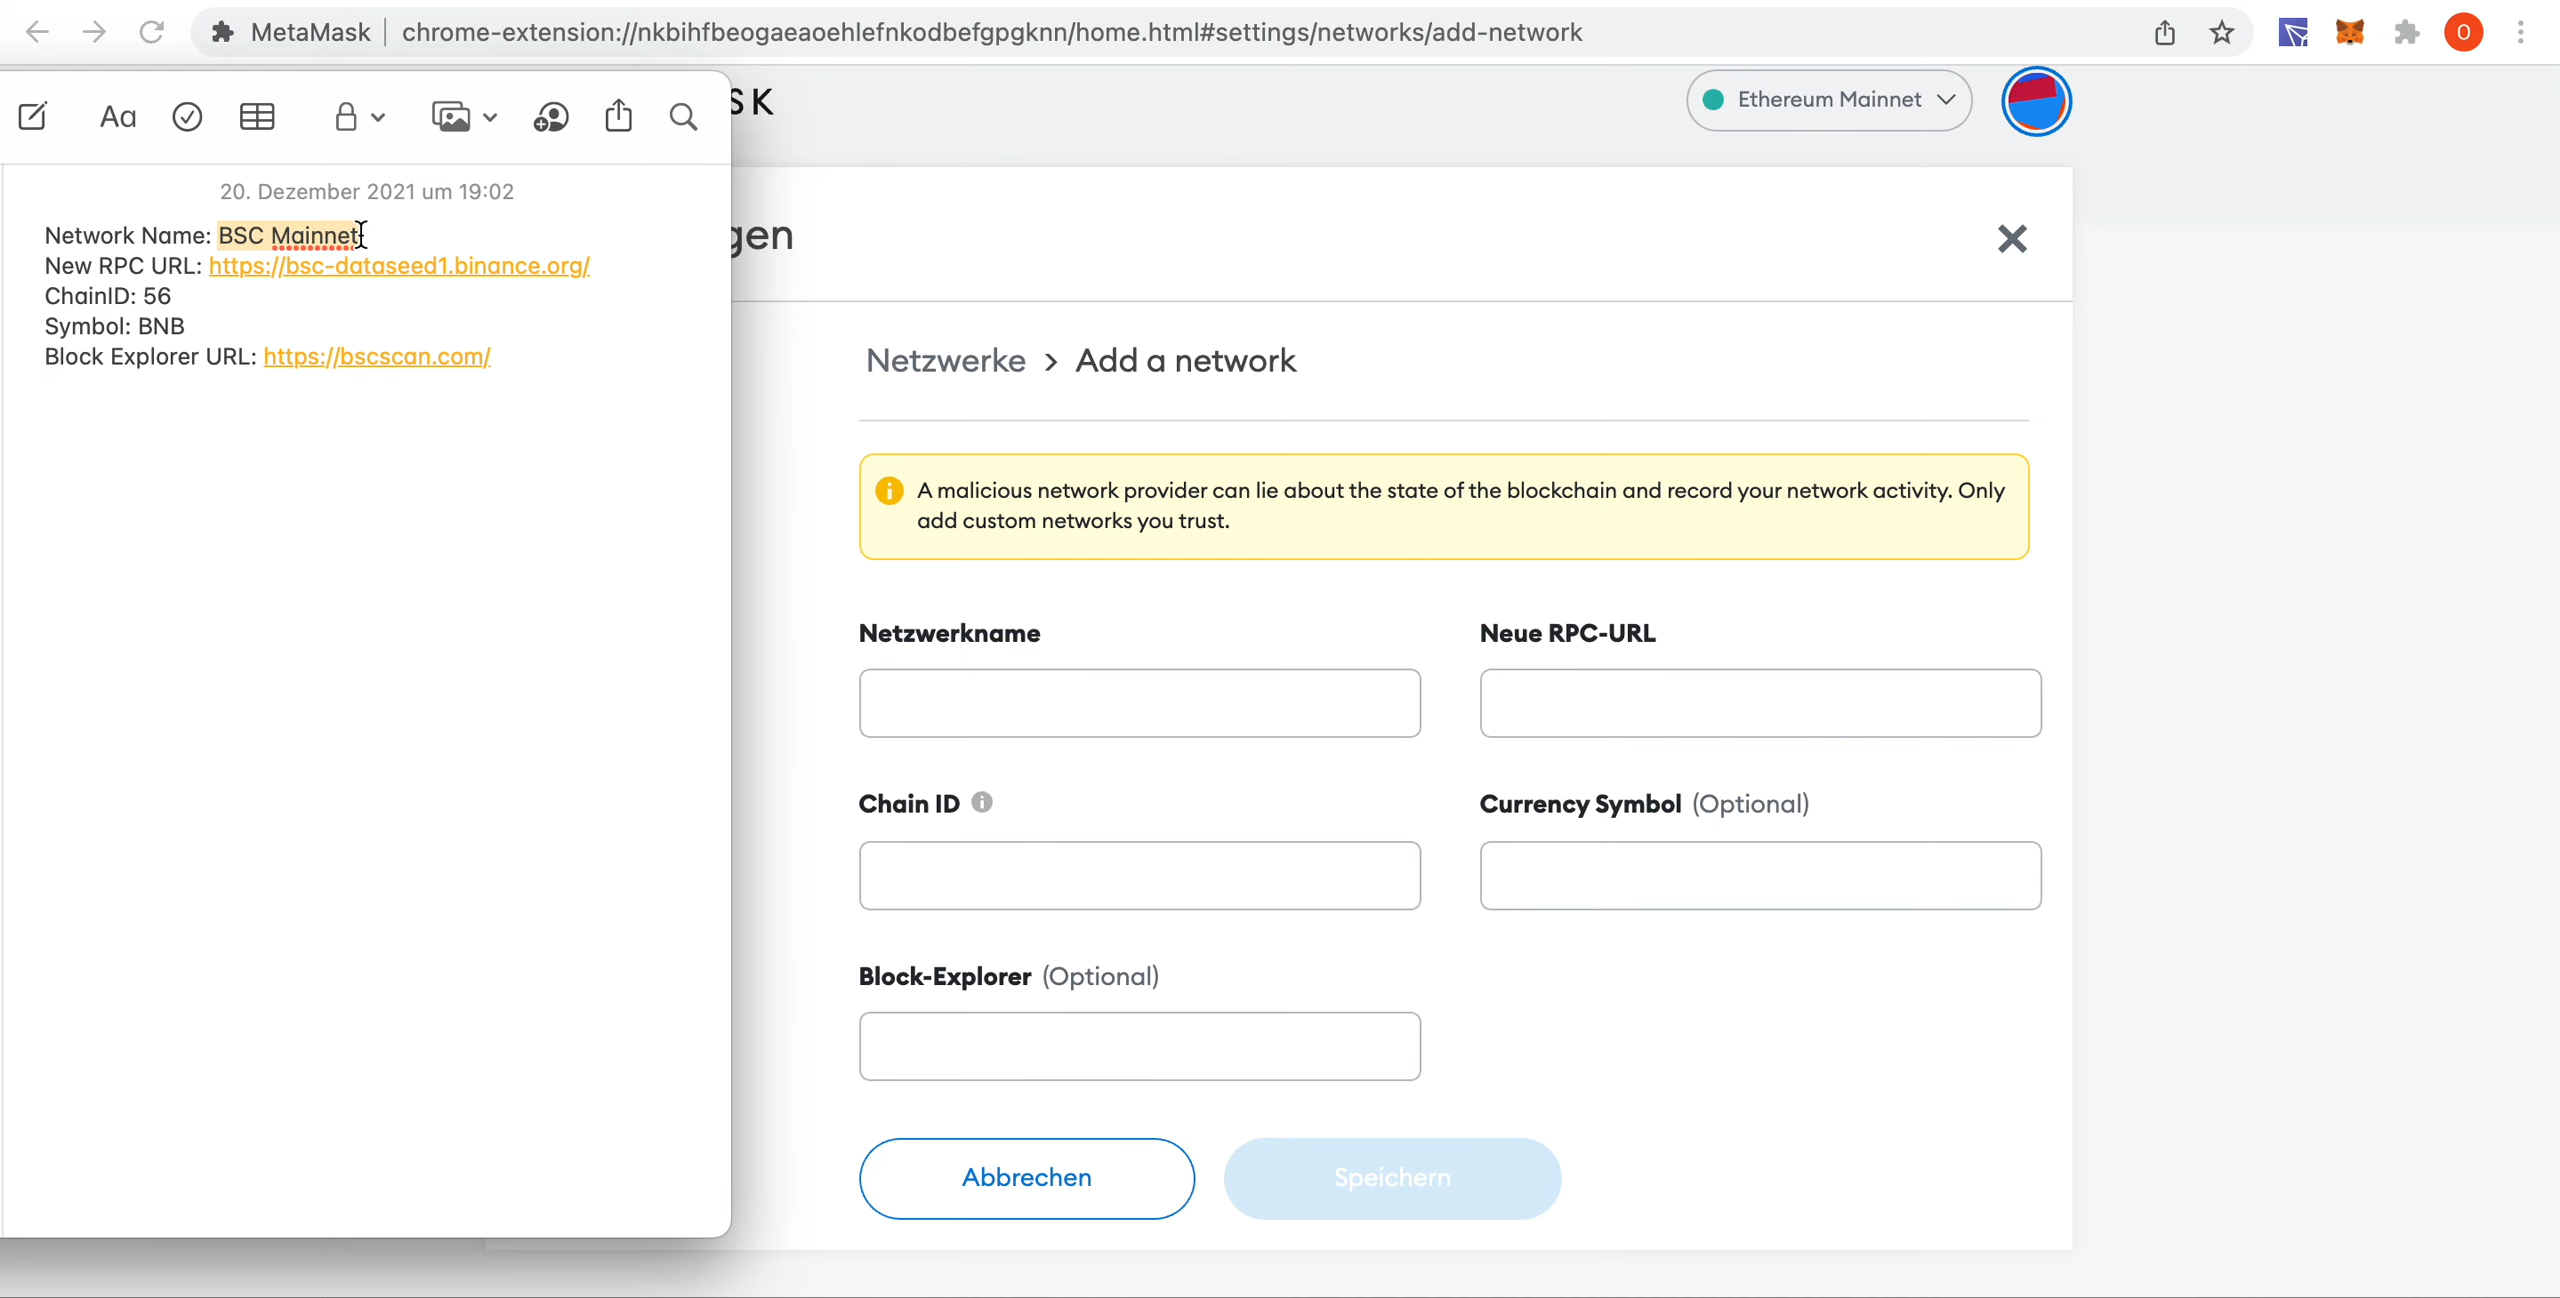 MetaMask | chrome-extension://nkbihfbeogaeaoehlefnkodbefgpgknn/home.html#settings/networks/add-network
O
Aa
SK
Ethereum Mainnet
20. Dezember 2021 um 19:02
Network Name: BSC Mainnet
New RPC URL: https://bsc-dataseed1.binance.org/
ChainID: 56
Symbol: BNB
Block Explorer URL: https://bscscan.com/
gen
Netzwerke > Add a network
A malicious network provider can lie about the state of the blockchain and record your network activity. Only
add custom networks you trust.
Netzwerkname
Neue RPC-URL
Chain ID
Currency Symbol (Optional)
Block-Explorer (Optional)
Abbrechen
Speichern